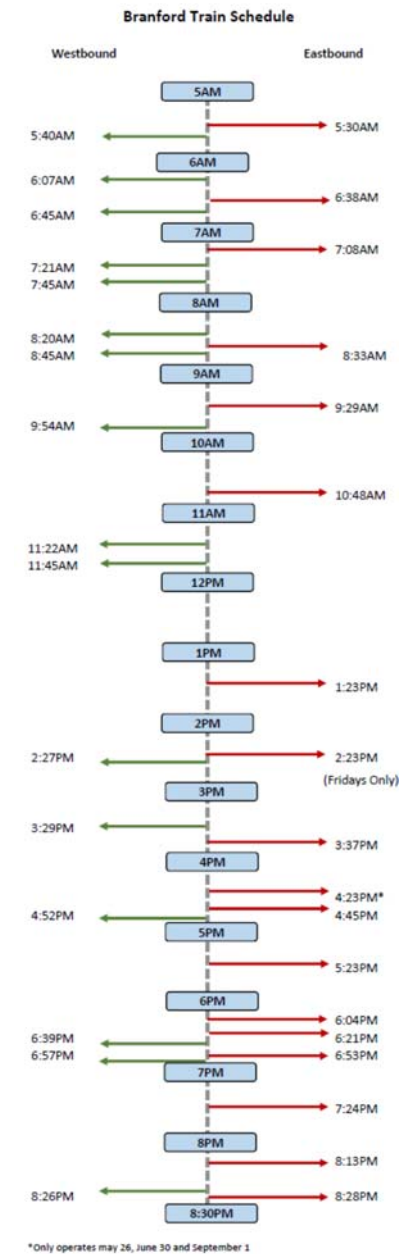 Branford Train Schedule
Westbound Eastbound
5AM
5:30AM
5:40AM
6AM
6:07AM
6:38AM
6:45AM
7AM
7:08AM
7:21AM
7:45AM
8AM
8:20AM
8:33AM
8:45AM
9AM
9:29AM
9:54AM
10AM
10:48AM
11AM
11:22AM
11:45AM
12PM
1PM
1:23PM
2PM
2:27PM 2:23PM
(Fridays Only)
3PM
3:29PM
3:37PM
4PM
4:23PM*
4:52PM 4:45PM
5PM
5:23PM
6PM
6:04PM
6:39PM 6:21PM
6:57PM 6:53PM
7PM
7:24PM
8PM
8:13PM
8:26PM 8:28PM
8:30PM
*Only operates may 26, June 30 and September 1